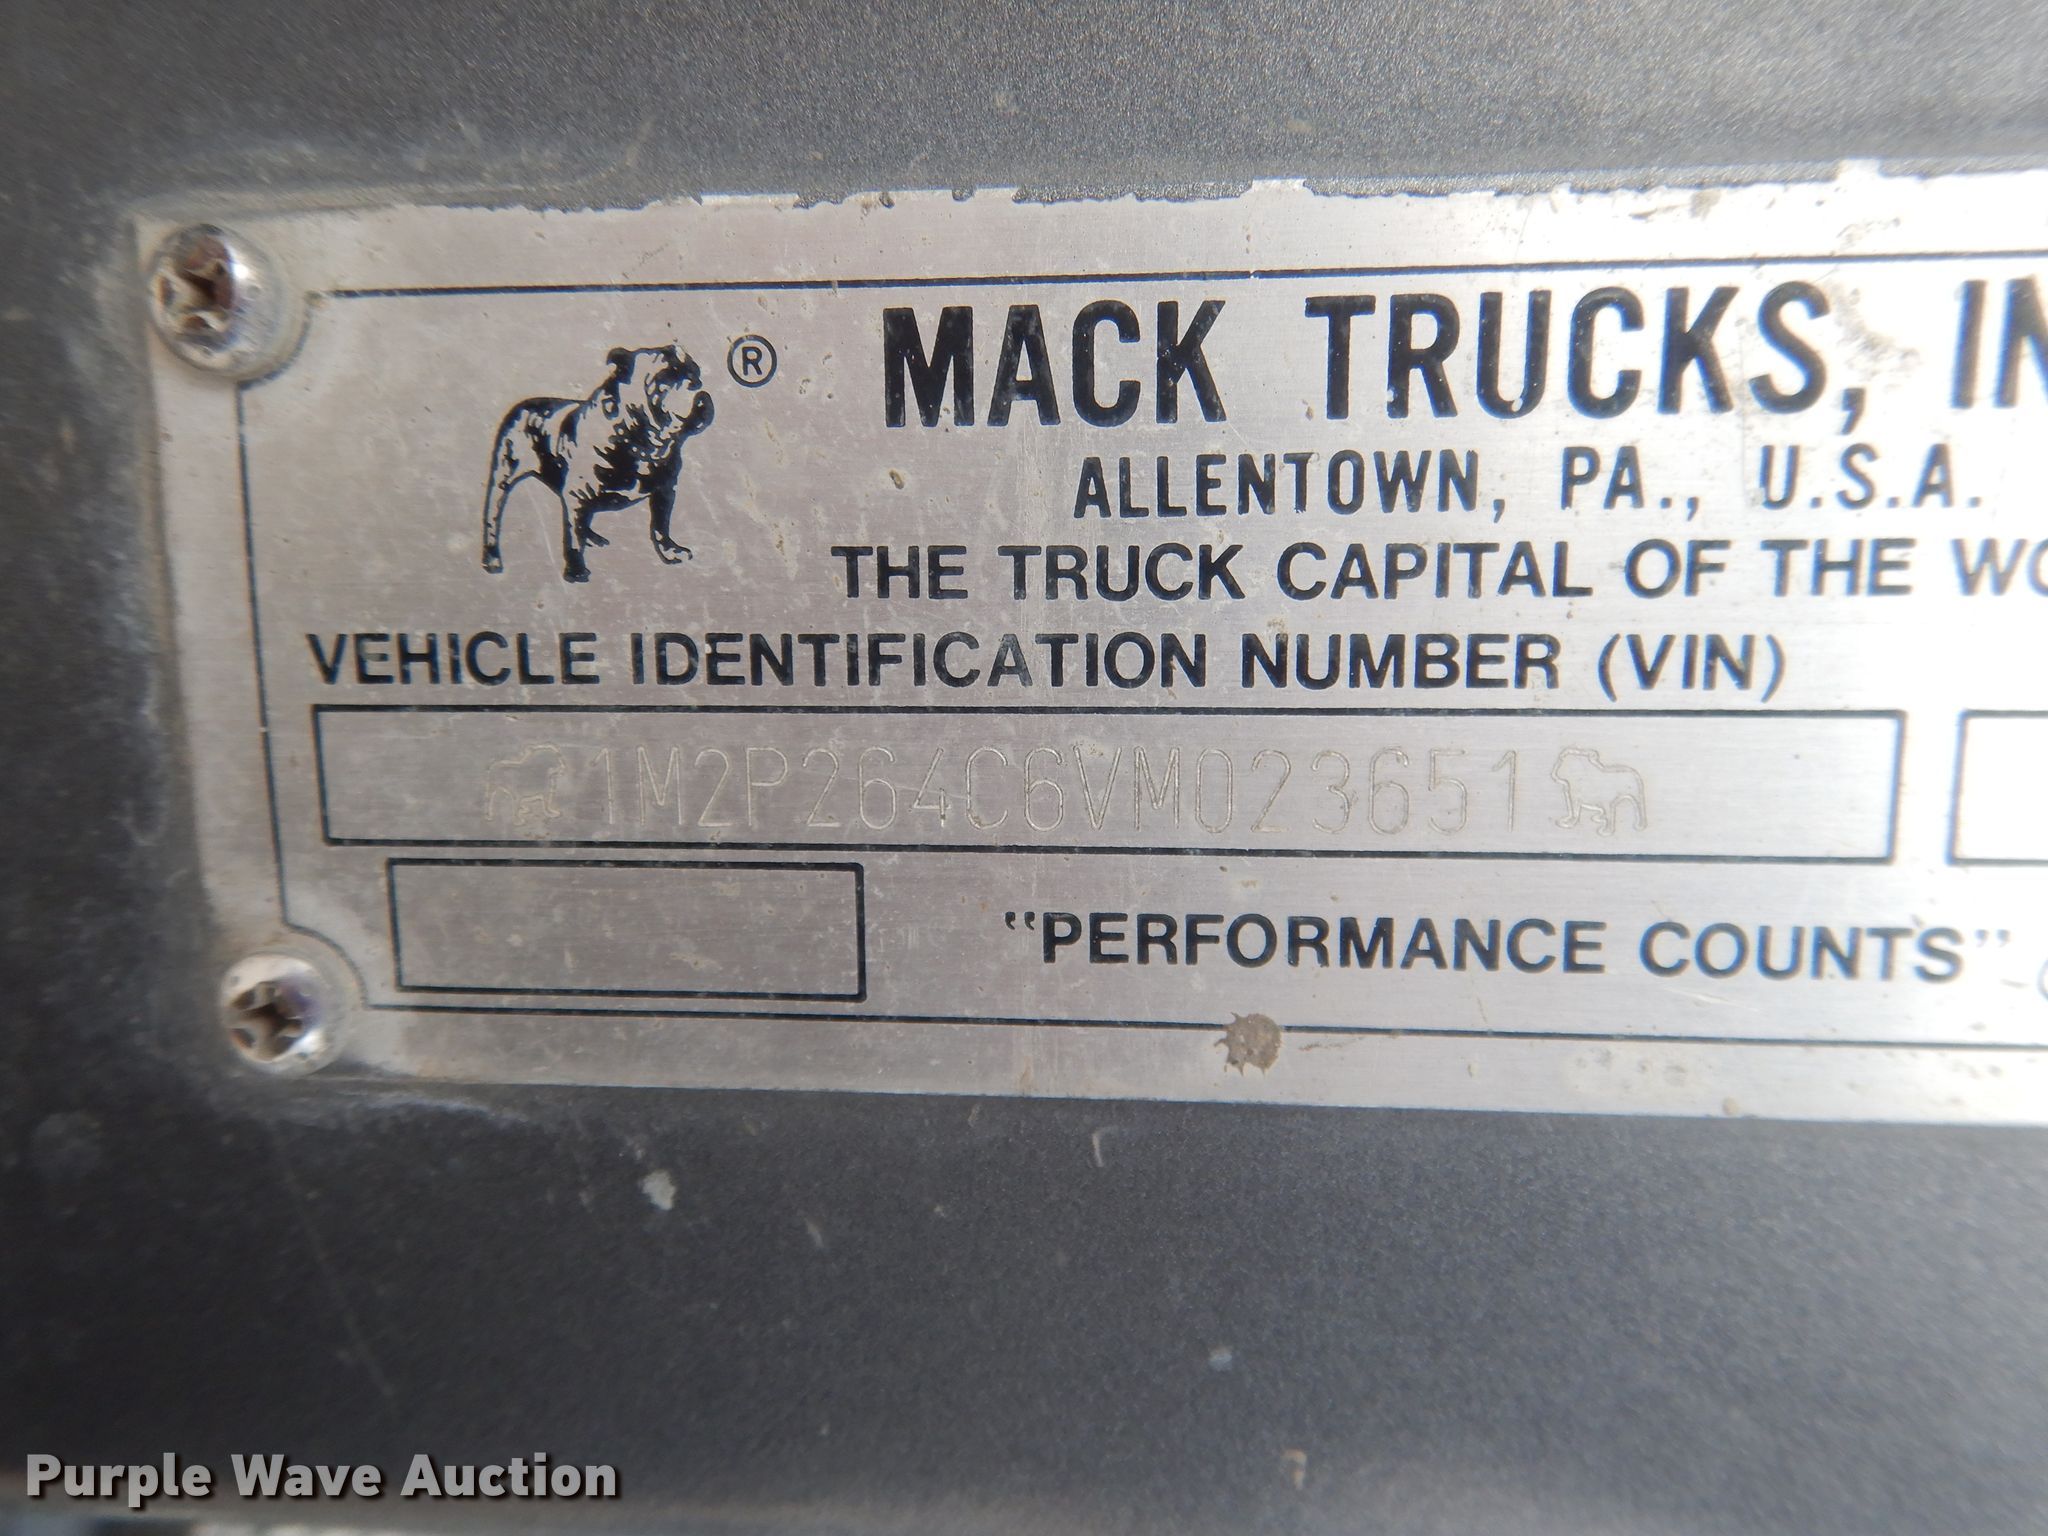 ® MACK TRUCKS, IN
ALLENTOWN, PA., U.S.A.
THE TRUCK CAPITAL OF THE WO
VEHICLE IDENTIFICATION NUMBER (VIN)
1M2P264C6VM023651
"PERFORMANCE COUNTS"
Purple Wave Auction